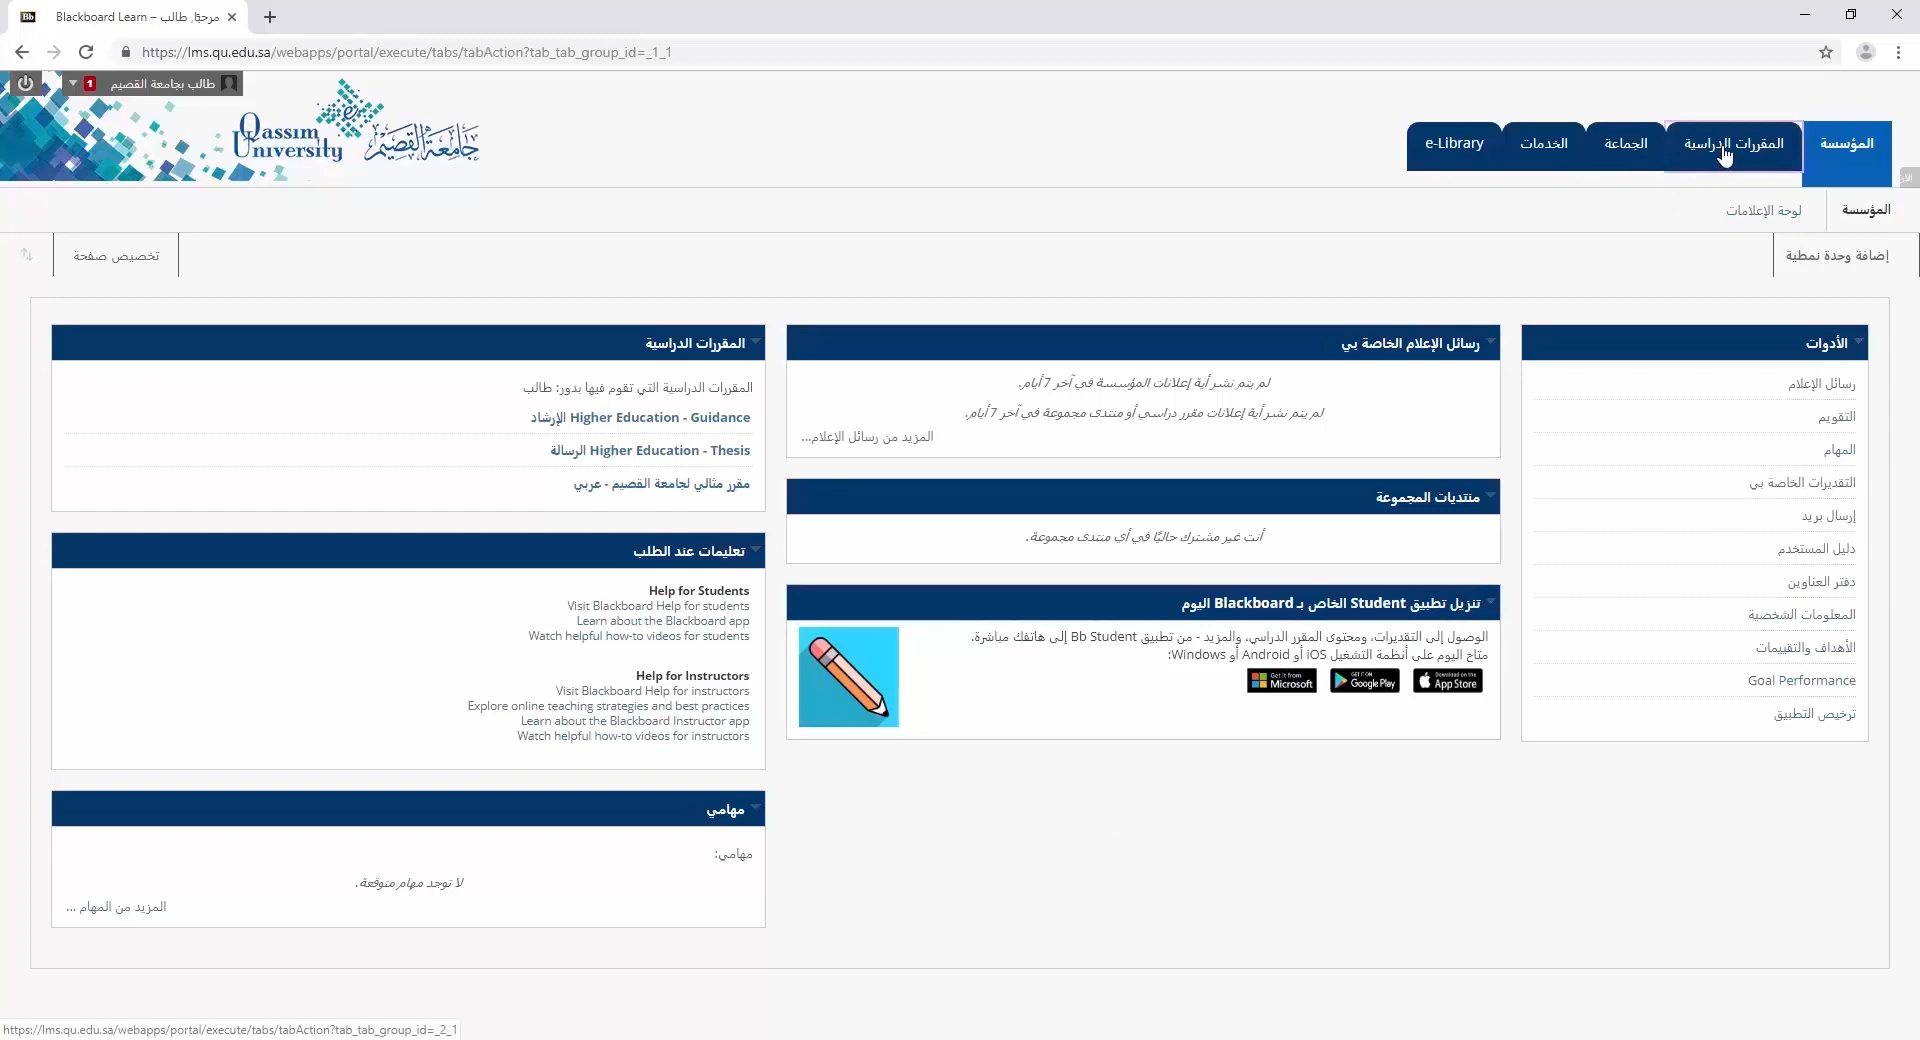 مرحبًا, طالب – Blackboard Learn
https://lms.qu.edu.sa/webapps/portal/execute/tabs/tabAction?tab_tab_group_id=_1_1
طالب بجامعة القصيم
1
Qassim University
جامعة القصيم
المؤسسة
المقررات الدراسية
الجماعة
الخدمات
e-Library
المؤسسة
لوحة الإعلامات
إضافة وحدة نمطية
تخصيص صفحة
الأدوات
رسائل الإعلام
التقويم
المهام
التقديرات الخاصة بي
إرسال بريد
دليل المستخدم
دفتر العناوين
المعلومات الشخصية
الأهداف والتقييمات
Goal Performance
ترخيص التطبيق
رسائل الإعلام الخاصة بي
لم يتم نشر أية إعلانات المؤسسة في آخر 7 أيام.
لم يتم نشر أية إعلانات مقرر دراسي أو منتدى مجموعة في آخر 7 أيام.
المزيد من رسائل الإعلام...
منتديات المجموعة
أنت غير مشترك حاليًا في أي منتدى مجموعة.
تنزيل تطبيق Student الخاص بـ Blackboard اليوم
الوصول إلى التقديرات، ومحتوى المقرر الدراسي، والمزيد - من تطبيق Bb Student إلى هاتفك مباشرة.
متاح اليوم على أنظمة التشغيل iOS أو Android أو Windows:
Download on the App Store
GET IT ON Google Play
Get it from Microsoft
المقررات الدراسية
المقررات الدراسية التي تقوم فيها بدور: طالب
Higher Education - Guidance الإرشاد
Higher Education - Thesis الرسالة
مقرر مثالي لجامعة القصيم - عربي
تعليمات عند الطلب
Help for Students
Visit Blackboard Help for students
Learn about the Blackboard app
Watch helpful how-to videos for students
Help for Instructors
Visit Blackboard Help for instructors
Explore online teaching strategies and best practices
Learn about the Blackboard Instructor app
Watch helpful how-to videos for instructors
مهامي
مهامي:
لا توجد مهام متوقعة.
المزيد من المهام ...
https://lms.qu.edu.sa/webapps/portal/execute/tabs/tabAction?tab_tab_group_id=_2_1